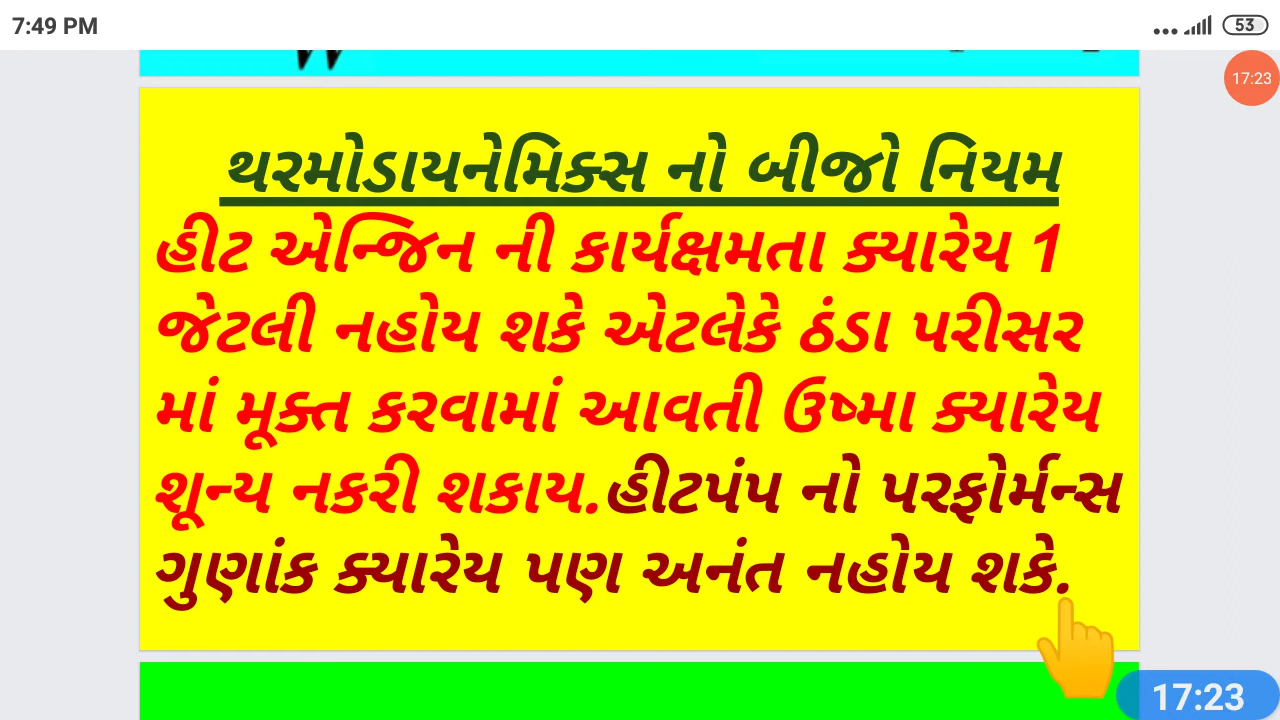 7:49 PM
53
17:23
થરમોડાયનેમિક્સ નો બીજો નિયમ
હીટ એન્જિન ની કાર્યક્ષમતા ક્યારેય 1
જેટલી નહોય શકે એટલેકે ઠંડા પરીસર
માં મૂક્ત કરવામાં આવતી ઉષ્મા ક્યારેય
શૂન્ય નકરી શકાય.હીટપંપ નો પરફોર્મન્સ
ગુણાંક ક્યારેય પણ અનંત નહોય શકે.
17:23